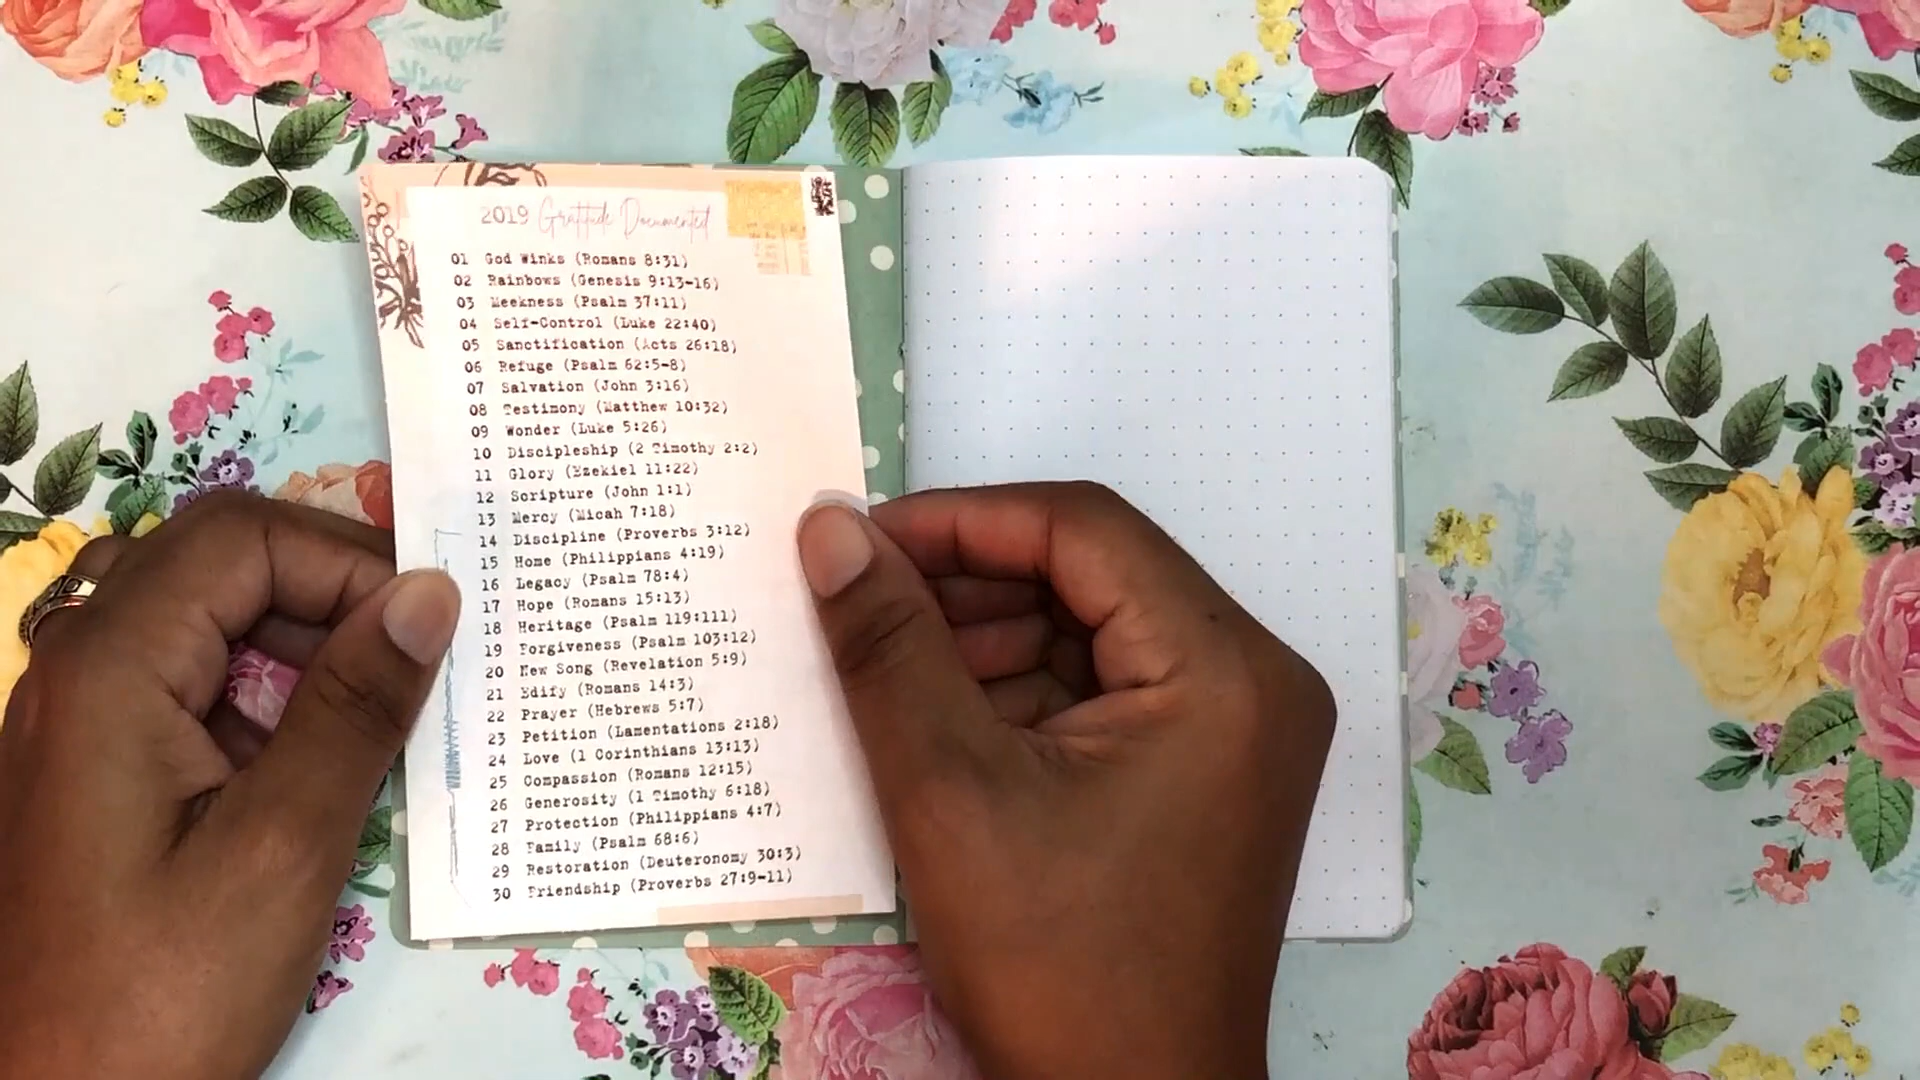 2019 Gratitude Documented
01 God Winks (Romans 8:31)
02 Rainbows (Genesis 9:13-16)
03 Meekness (Psalm 37:11)
04 Self-Control (Luke 22:40)
05 Sanctification (Acts 26:18)
06 Refuge (Psalm 62:5-8)
07 Salvation (John 3:16)
08 Testimony (Matthew 10:32)
09 Wonder (Luke 5:26)
10 Discipleship (2 Timothy 2:2)
11 Glory (Ezekiel 11:22)
12 Scripture (John 1:1)
13 Mercy (Micah 7:18)
14 Discipline (Proverbs 3:12)
15 Home (Philippians 4:19)
16 Legacy (Psalm 78:4)
17 Hope (Romans 15:13)
18 Heritage (Psalm 119:111)
19 Forgiveness (Psalm 103:12)
20 New Song (Revelation 5:9)
21 Edify (Romans 14:3)
22 Prayer (Hebrews 5:7)
23 Petition (Lamentations 2:18)
24 Love (1 Corinthians 13:13)
25 Compassion (Romans 12:15)
26 Generosity (1 Timothy 6:18)
27 Protection (Philippians 4:7)
28 Family (Psalm 68:6)
29 Restoration (Deuteronomy 30:3)
30 Friendship (Proverbs 27:9-11)